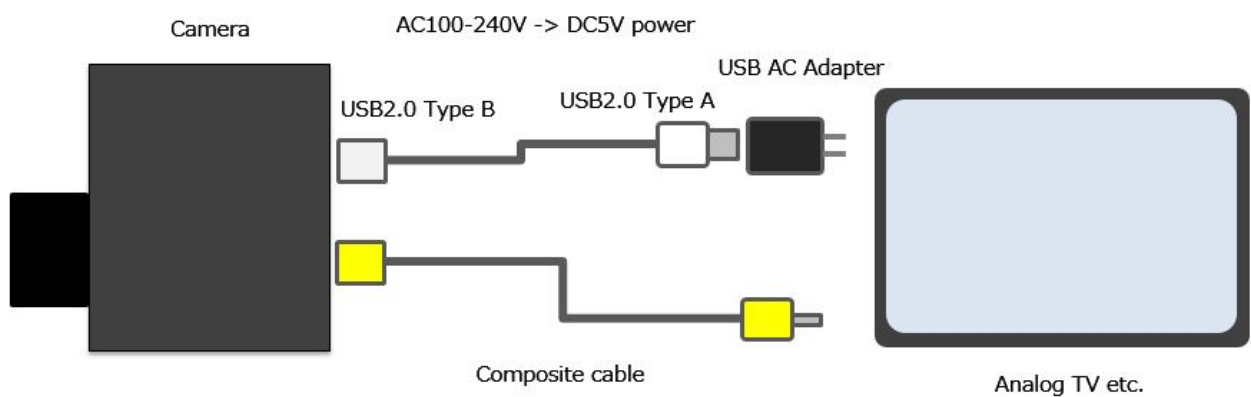 Camera
AC100-240V -> DC5V power
USB AC Adapter
USB2.0 Type B
USB2.0 Type A
Composite cable
Analog TV etc.